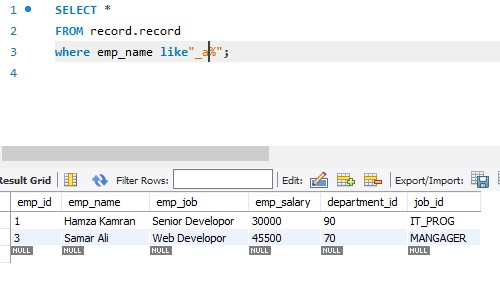 1 SELECT *
2 FROM record.record
3 where emp_name like"_a%";
4
Result Grid Filter Rows: Edit: Export/Import:
emp_id emp_name emp_job emp_salary department_id job_id
1 Hamza Kamran Senior Developor 30000 90 IT_PROG
3 Samar Ali Web Developor 45500 70 MANGAGER
NULL NULL NULL NULL NULL NULL